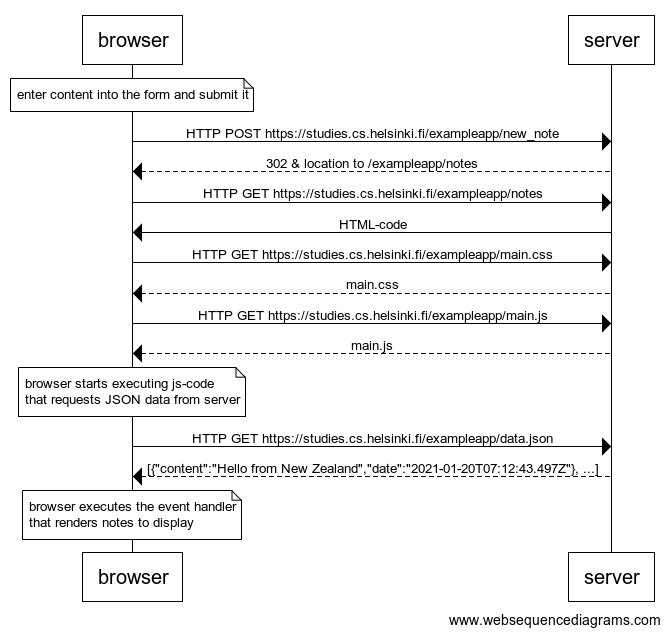 browser
server
enter content into the form and submit it
HTTP POST https://studies.cs.helsinki.fi/exampleapp/new_note
302 & location to /exampleapp/notes
HTTP GET https://studies.cs.helsinki.fi/exampleapp/notes
HTML-code
HTTP GET https://studies.cs.helsinki.fi/exampleapp/main.css
main.css
HTTP GET https://studies.cs.helsinki.fi/exampleapp/main.js
main.js
browser starts executing js-code
that requests JSON data from server
HTTP GET https://studies.cs.helsinki.fi/exampleapp/data.json
[{"content":"Hello from New Zealand","date":"2021-01-20T07:12:43.497Z"}, ...]
browser executes the event handler
that renders notes to display
browser
server
www.websequencediagrams.com